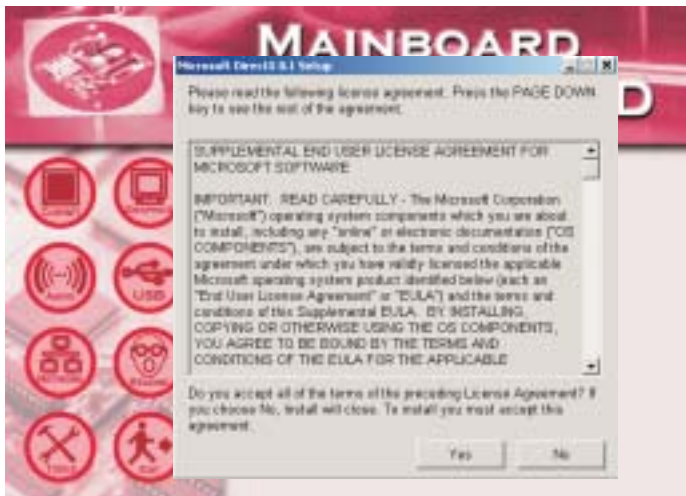 MAINBOARD
D
Microsoft DirectX 8.1 Setup
Please read the following license agreement. Press the PAGE DOWN
key to see the rest of the agreement.
SUPPLEMENTAL END USER LICENSE AGREEMENT FOR
MICROSOFT SOFTWARE
IMPORTANT: READ CAREFULLY - The Microsoft Corporation
("Microsoft") operating system components which you are about
to install, including any "online" or electronic documentation ("OS
COMPONENTS"), are subject to the terms and conditions of the
agreement under which you have validly licensed the applicable
Microsoft operating system product identified below (each an
"End User License Agreement" or "EULA") and the terms and
conditions of this Supplemental EULA. BY INSTALLING,
COPYING OR OTHERWISE USING THE OS COMPONENTS,
YOU AGREE TO BE BOUND BY THE TERMS AND
CONDITIONS OF THE EULA FOR THE APPLICABLE
Do you accept all of the terms of the preceding License Agreement? If
you choose No, Install will close. To install you must accept this
agreement.
Yes
No
AUDIO
USB
NETWORK
TOOLS
EXIT